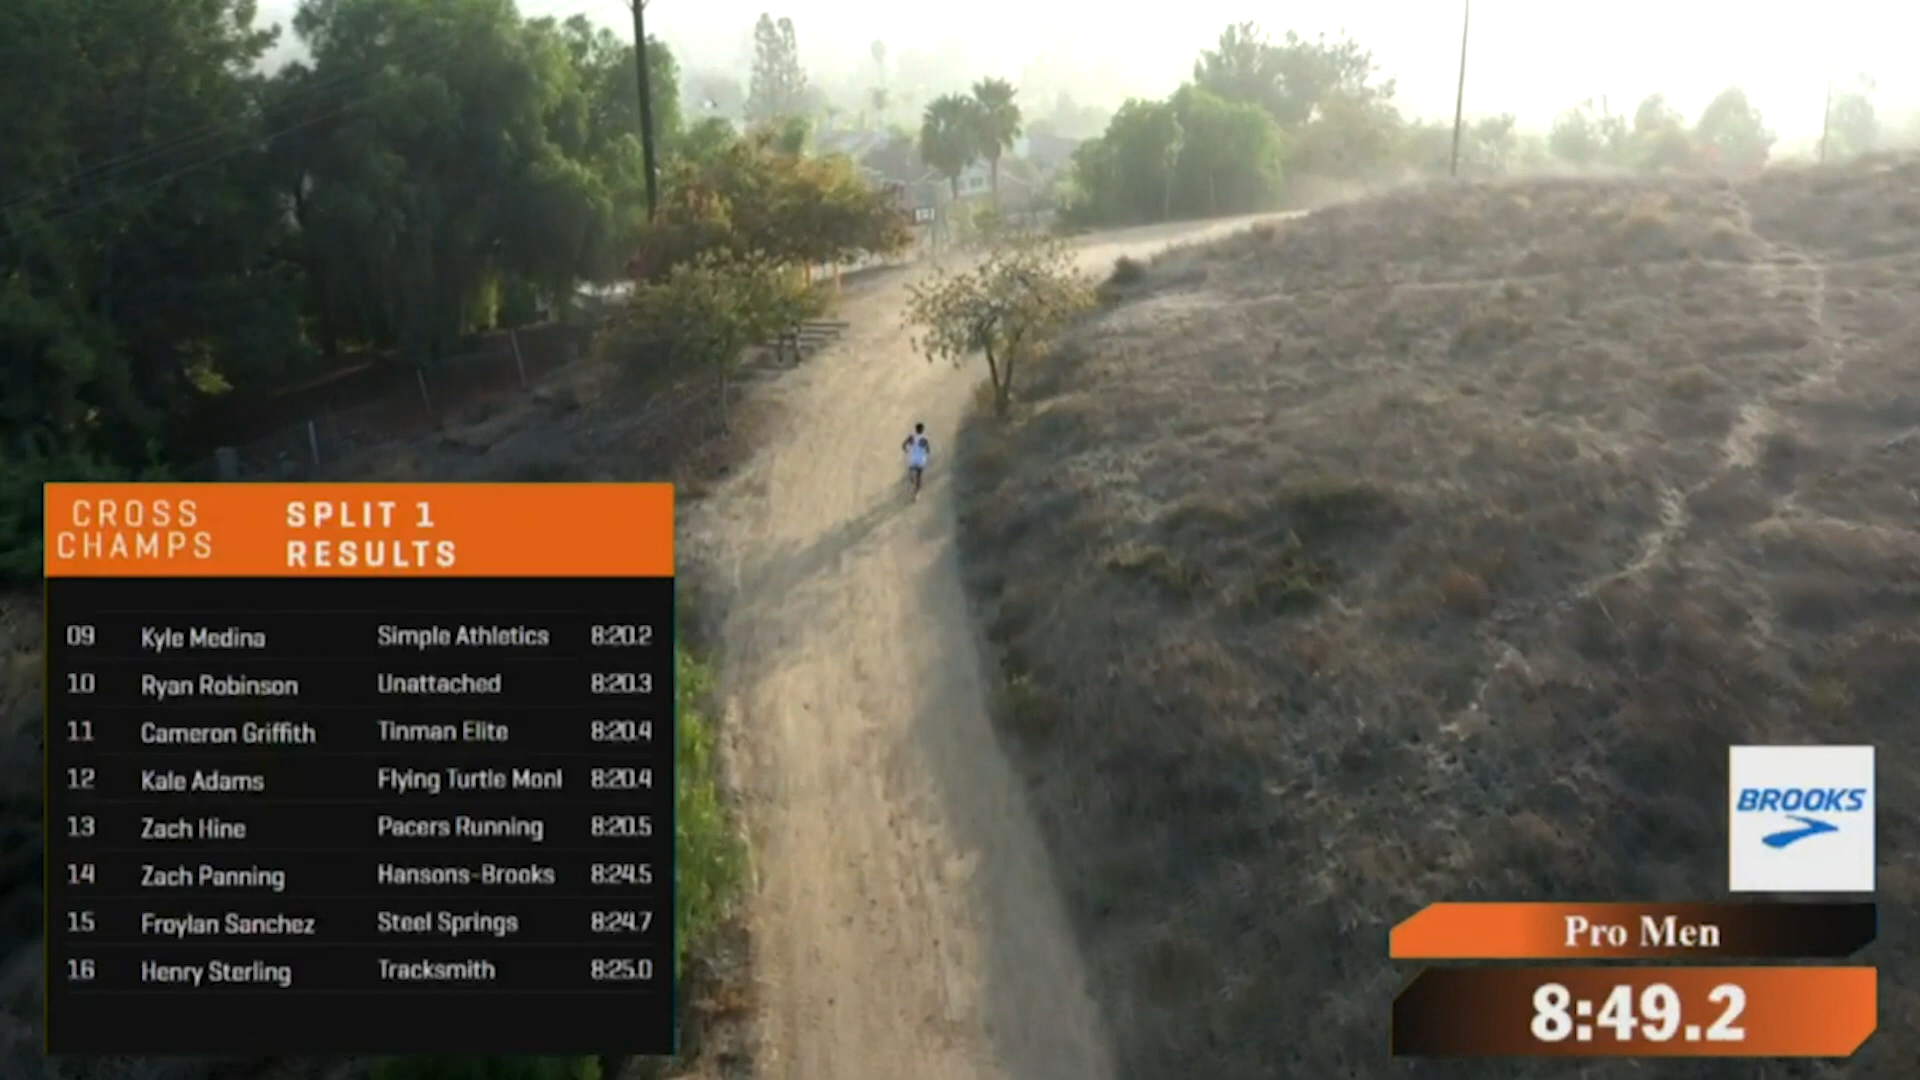 CROSS
CHAMPS
SPLIT 1
RESULTS
09 Kyle Medina Simple Athletics 8:20.2
10 Ryan Robinson Unattached 8:20.3
11 Cameron Griffith Tinman Elite 8:20.4
12 Kale Adams Flying Turtle Monl 8:20.4
13 Zach Hine Pacers Running 8:20.5
14 Zach Panning Hansons-Brooks 8:24.5
15 Froylan Sanchez Steel Springs 8:24.7
16 Henry Sterling Tracksmith 8:25.0
BROOKS
Pro Men
8:49.2